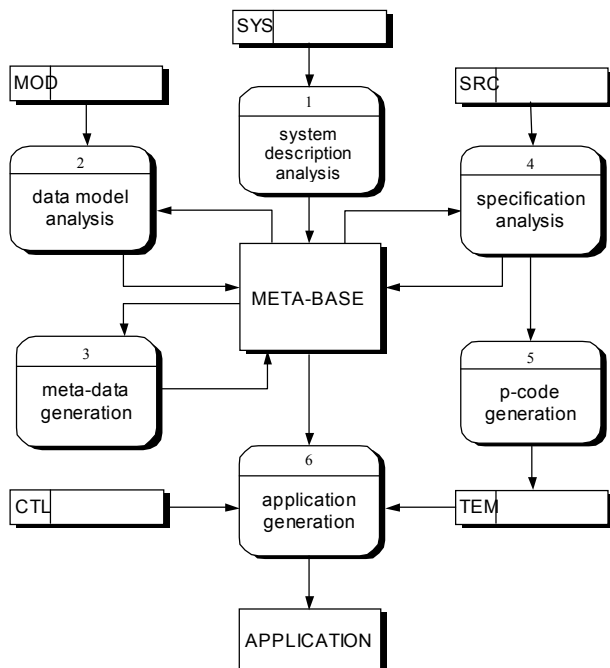 SYS
MOD
SRC
1
system
description
analysis
2
data model
analysis
4
specification
analysis
META-BASE
3
meta-data
generation
5
p-code
generation
6
application
generation
CTL
TEM
APPLICATION